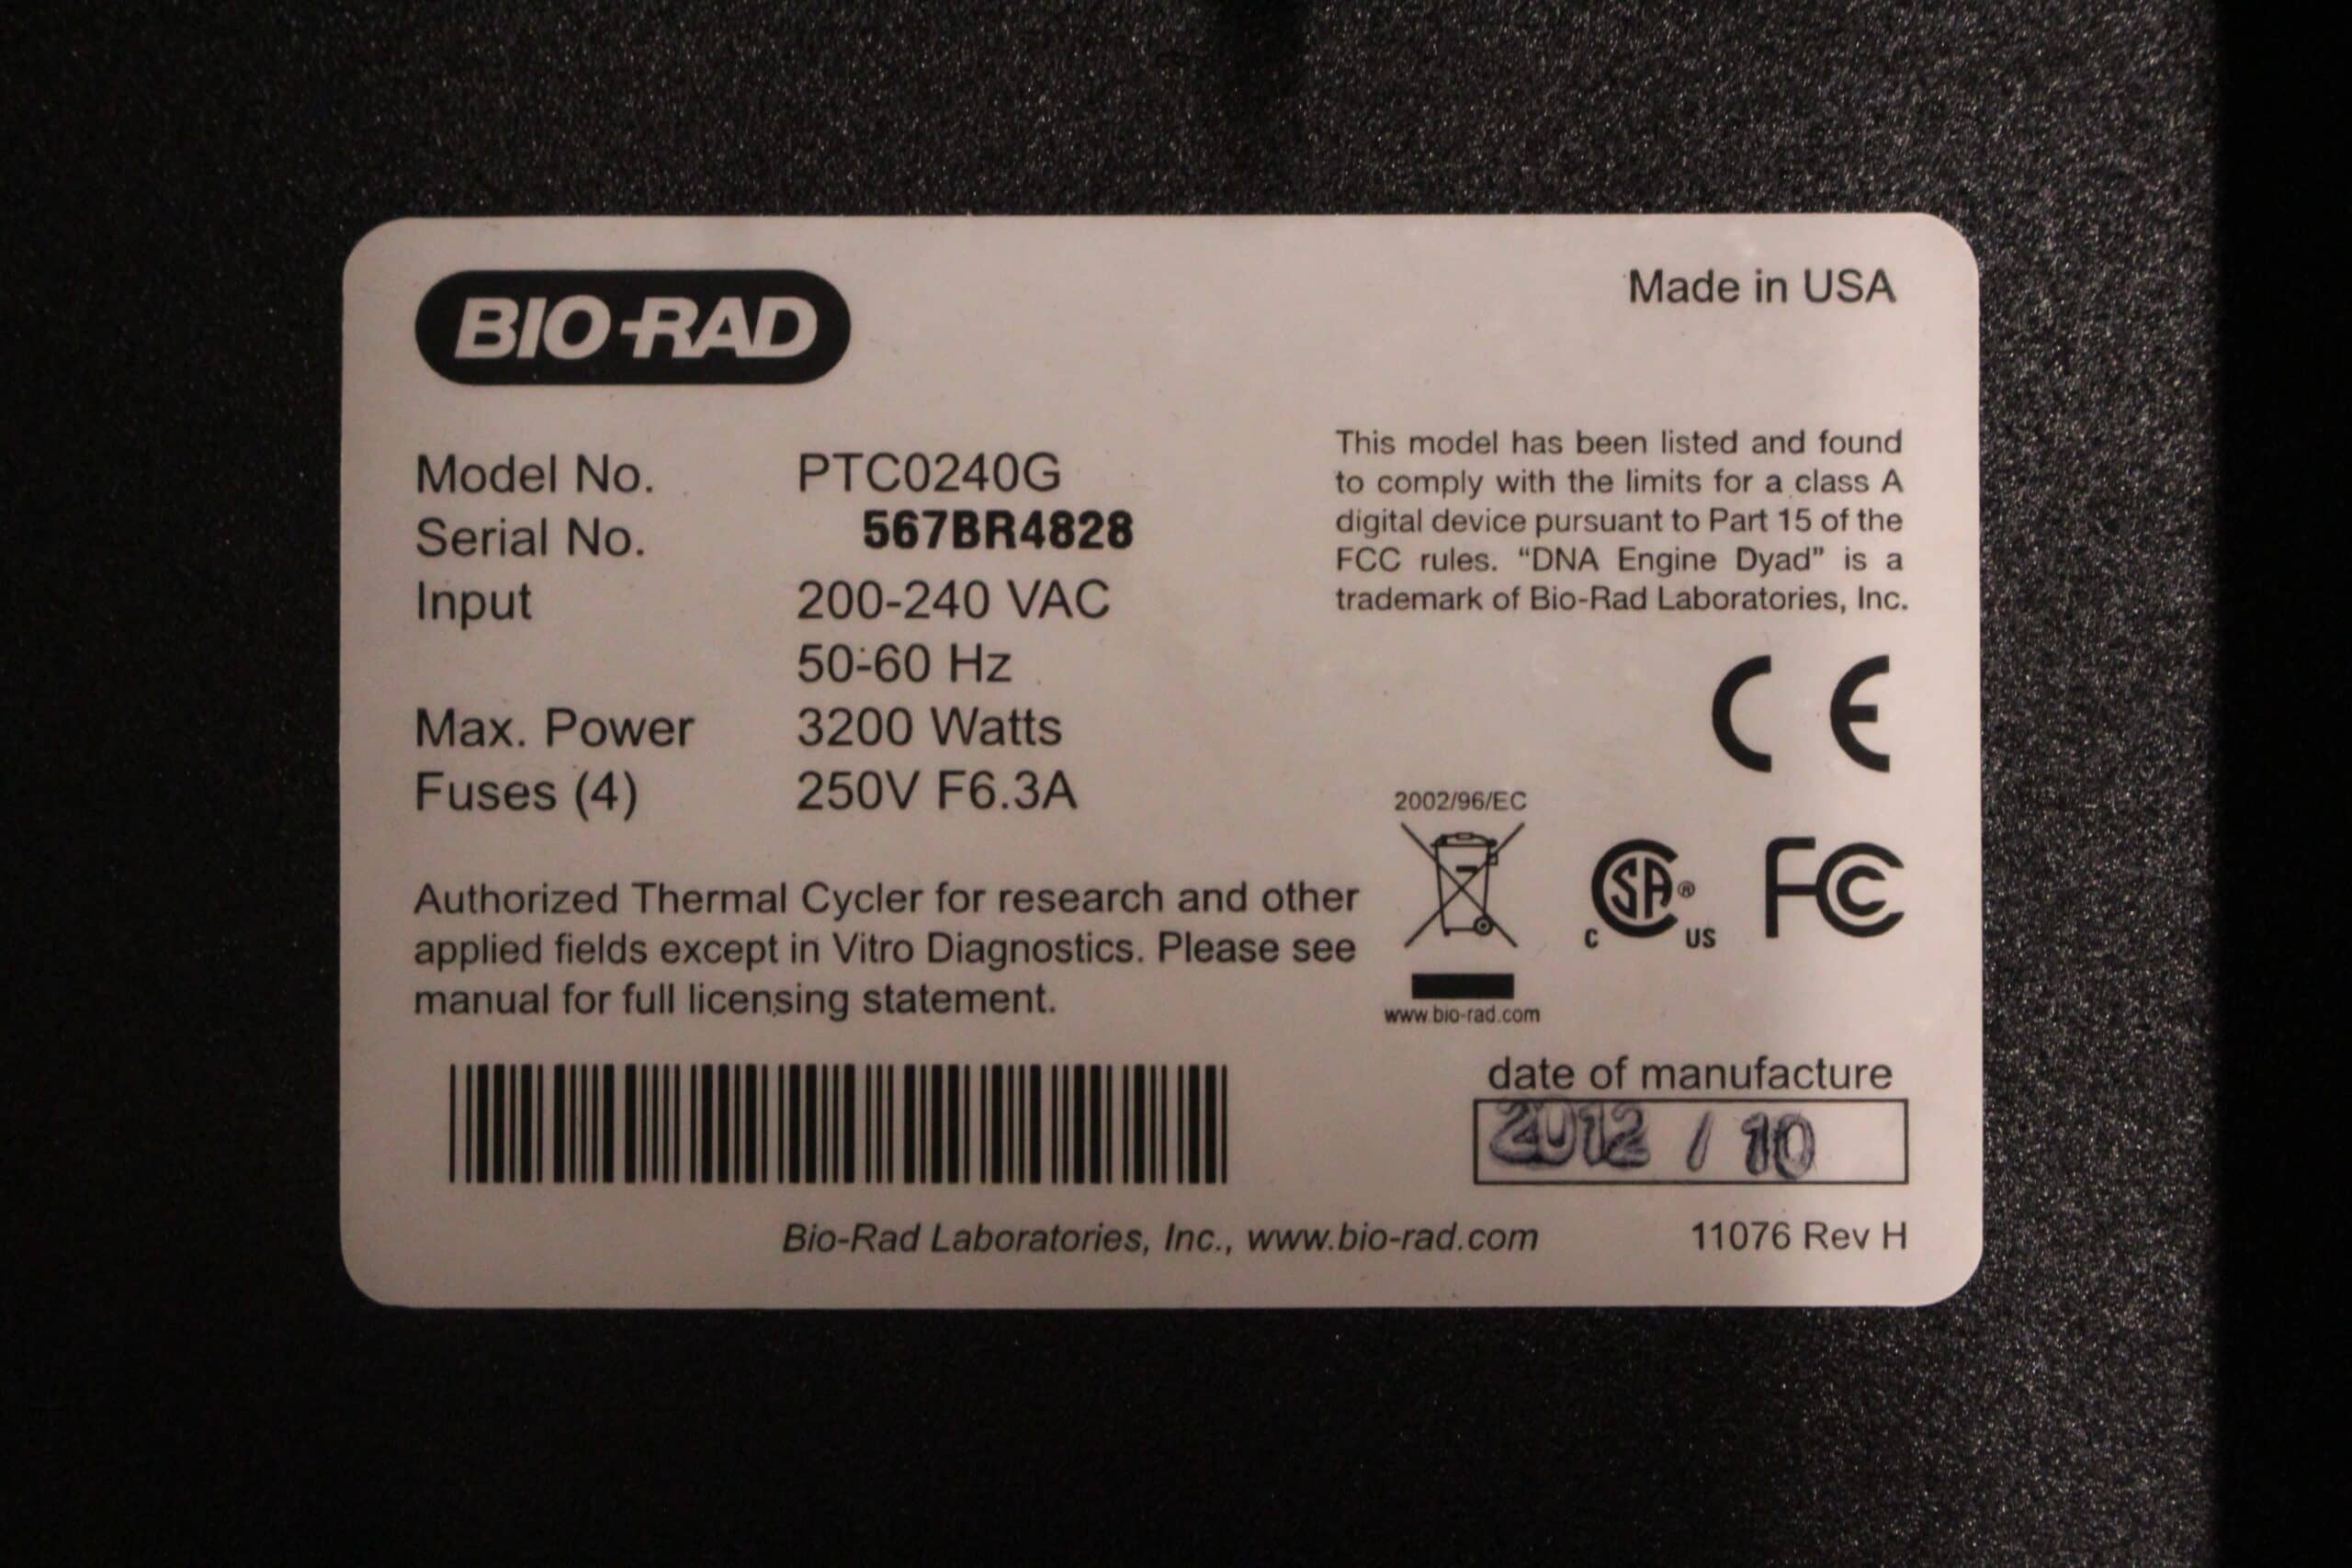 BIO-RAD
Made in USA
Model No. PTC0240G
Serial No. 567BR4828
Input 200-240 VAC
50-60 Hz
Max. Power 3200 Watts
Fuses (4) 250V F6.3A
This model has been listed and found
to comply with the limits for a class A
digital device pursuant to Part 15 of the
FCC rules. “DNA Engine Dyad” is a
trademark of Bio-Rad Laboratories, Inc.
CE
2002/96/EC
www.bio-rad.com
C SA® US
FC
Authorized Thermal Cycler for research and other
applied fields except in Vitro Diagnostics. Please see
manual for full licensing statement.
date of manufacture
2012 / 10
Bio-Rad Laboratories, Inc., www.bio-rad.com
11076 Rev H